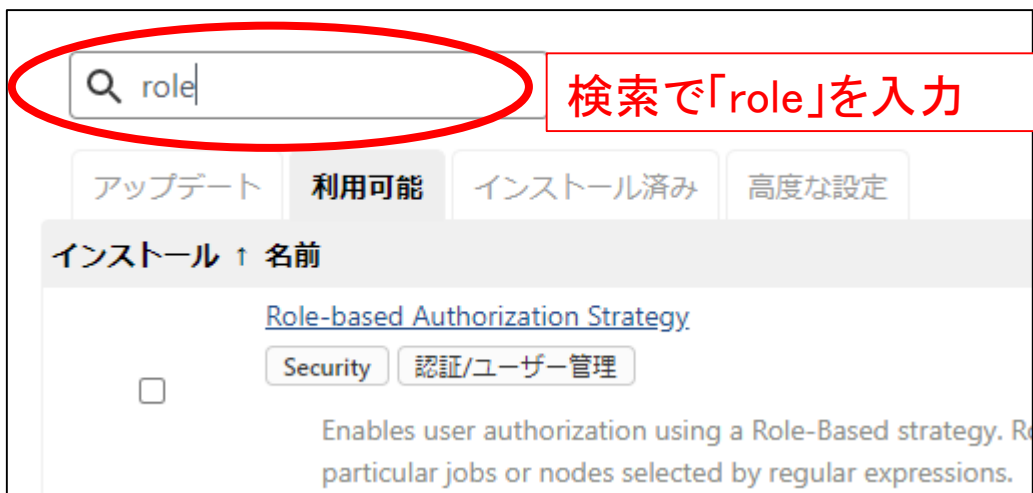 role
検索で「role」を入力
アップデート 利用可能 インストール済み 高度な設定
インストール ↑ 名前
Role-based Authorization Strategy
Security 認証/ユーザー管理
Enables user authorization using a Role-Based strategy.
particular jobs or nodes selected by regular expressions.